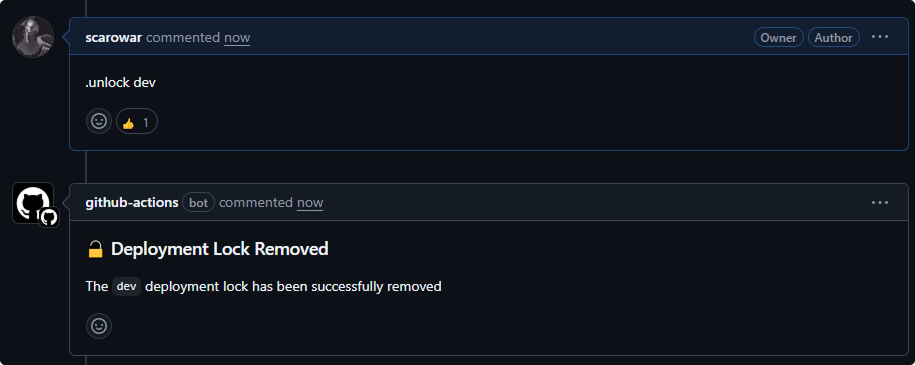 scarowar commented now
Owner
Author
.unlock dev
1
github-actions bot commented now
Deployment Lock Removed
The dev deployment lock has been successfully removed